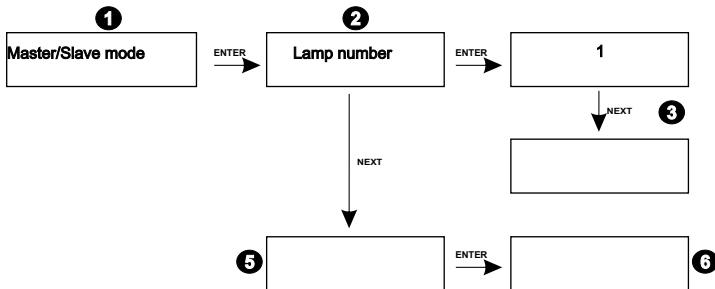 1 2
Master/Slave mode ENTER Lamp number ENTER 1
NEXT 3
NEXT
5 ENTER 6